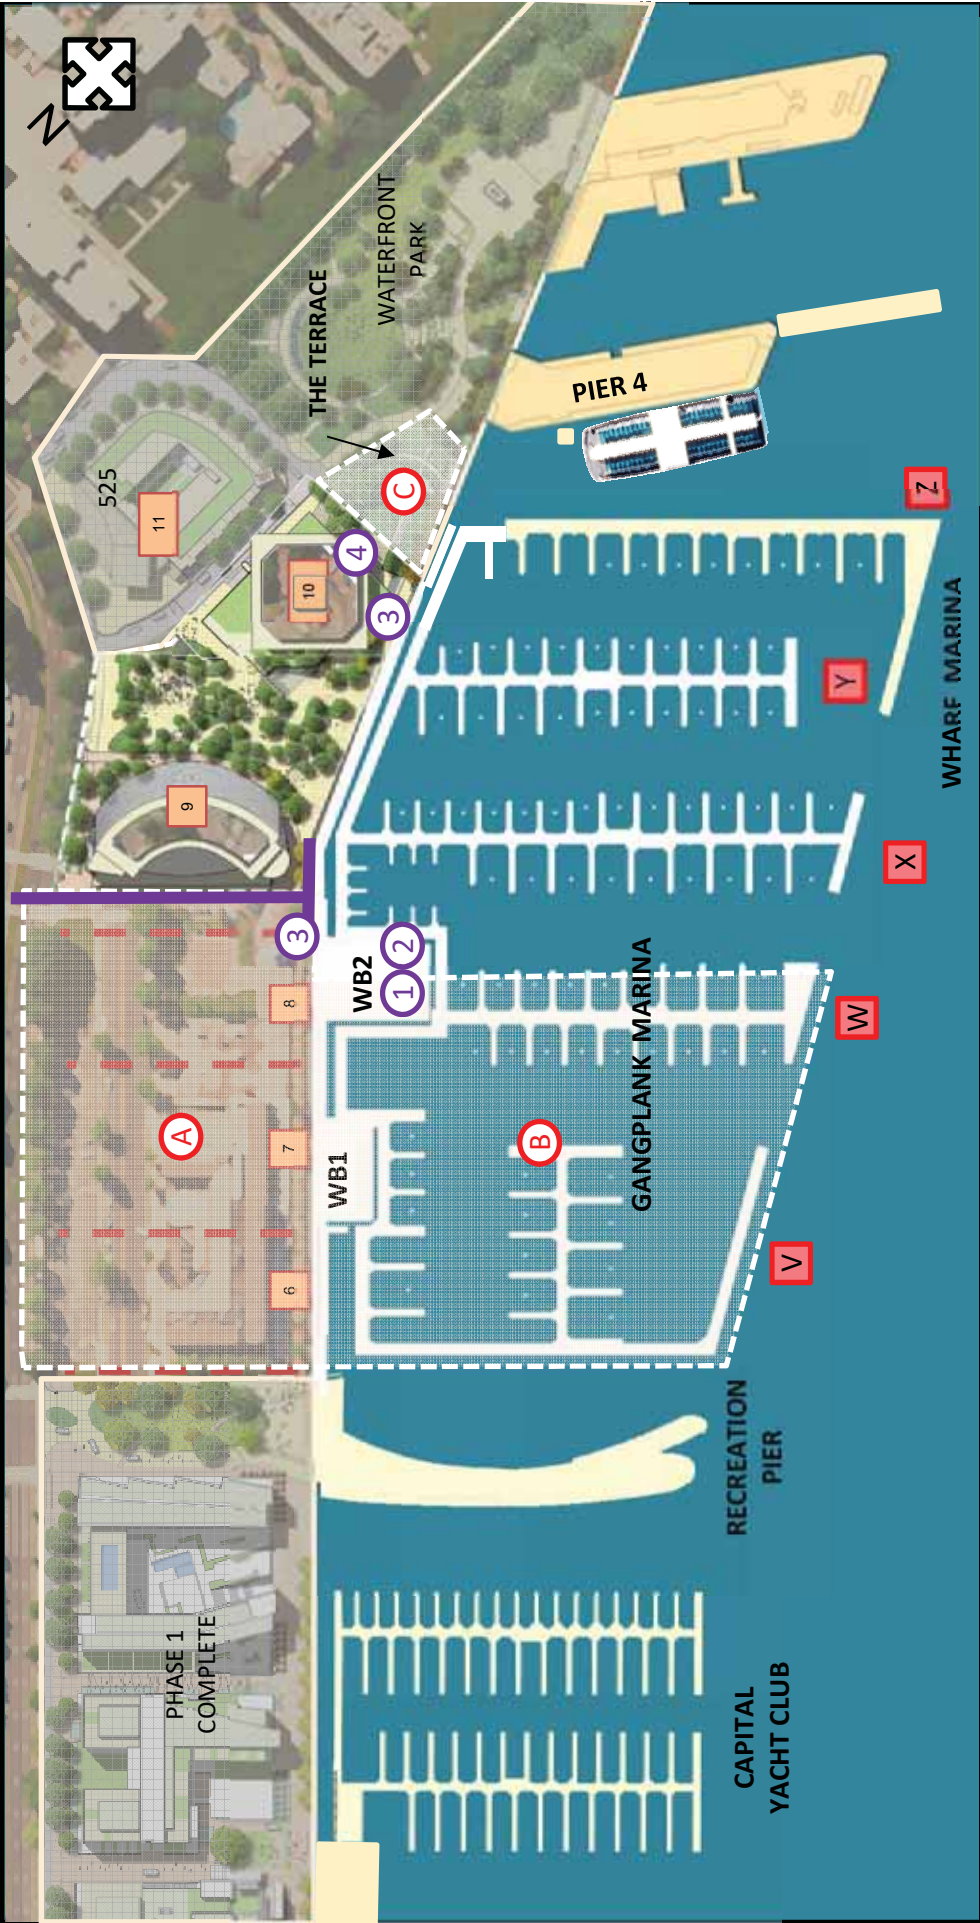 N
WATERFRONT
PARK
THE TERRACE
525
11
10
9
C
4
3
PIER 4
Z
Y
X
WHARF MARINA
3
WB2
1
2
8
7
6
A
WB1
B
GANGPLANK MARINA
W
V
RECREATION
PIER
PHASE 1
COMPLETE
CAPITAL
YACHT CLUB